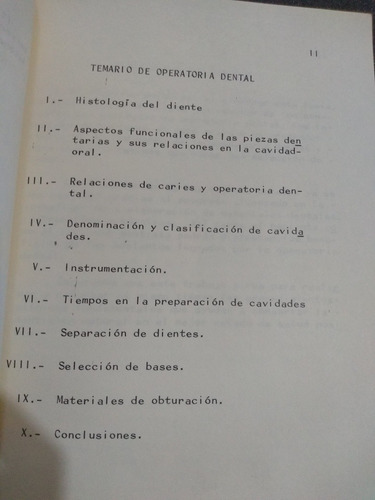 11
TEMARIO DE OPERATORIA DENTAL
I.- Histología del diente
II.- Aspectos funcionales de las piezas den
tarias y sus relaciones en la cavidad-
oral.
III.- Relaciones de caries y operatoria den-
tal.
IV.- Denominación y clasificación de cavida
des.
V.- Instrumentación.
VI.- Tiempos en la preparación de cavidades
VII.- Separación de dientes.
VIII.- Selección de bases.
IX.- Materiales de obturación.
X.- Conclusiones.